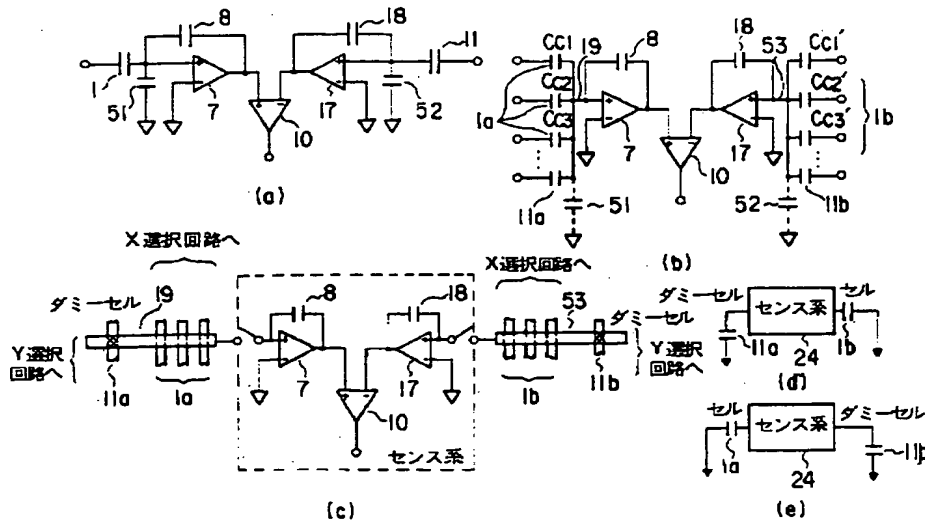 8
18
11
1
51
7
17
52
10
(a)
CC1
CC2
CC3
1a
19
8
18
53
CC1'
CC2'
CC3'
1b
7
17
10
11a
51
52
11b
(b)
X選択回路へ
ダミーセル
19
Y選択
回路へ
11a
1a
8
18
7
17
10
センス系
X選択回路へ
53
ダミーセル
Y選択
回路へ
1b
11b
(c)
ダミーセル
センス系
セル
11a
24
1b
(d)
セル
センス系
ダミーセル
1a
24
11b
(e)